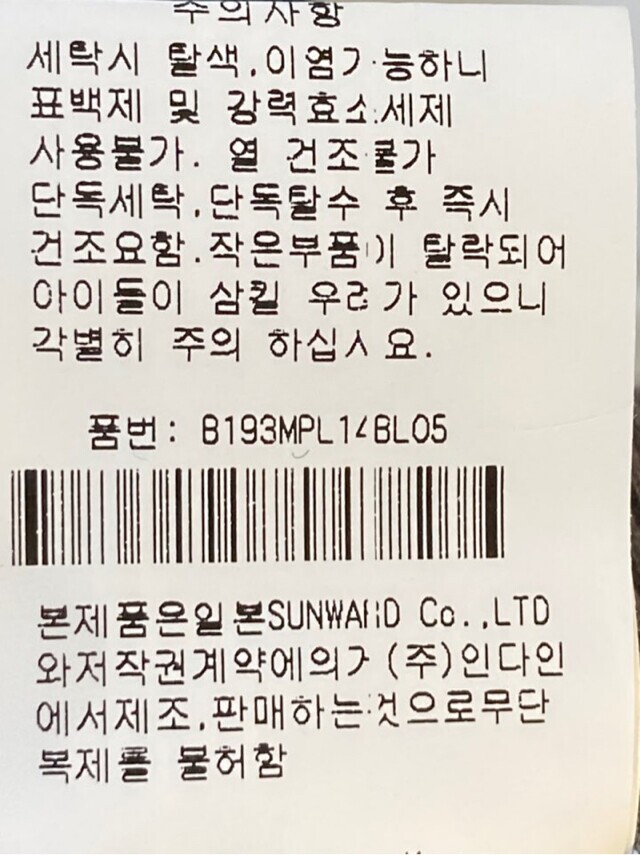 주의사항
세탁시 탈색,이염가능하니
표백제 및 강력효소세제
사용불가. 열 건조불가
단독세탁,단독탈수 후 즉시
건조요함.작은부품이 탈락되어
아이들이 삼킬 우려가 있으니
각별히 주의 하십시요.
품번: B193MPL14BL05
본제품은일본SUNWARD Co.,LTD
와저작권계약에의거 (주)인다인
에서제조,판매하는것으로무단
복제를 불허함